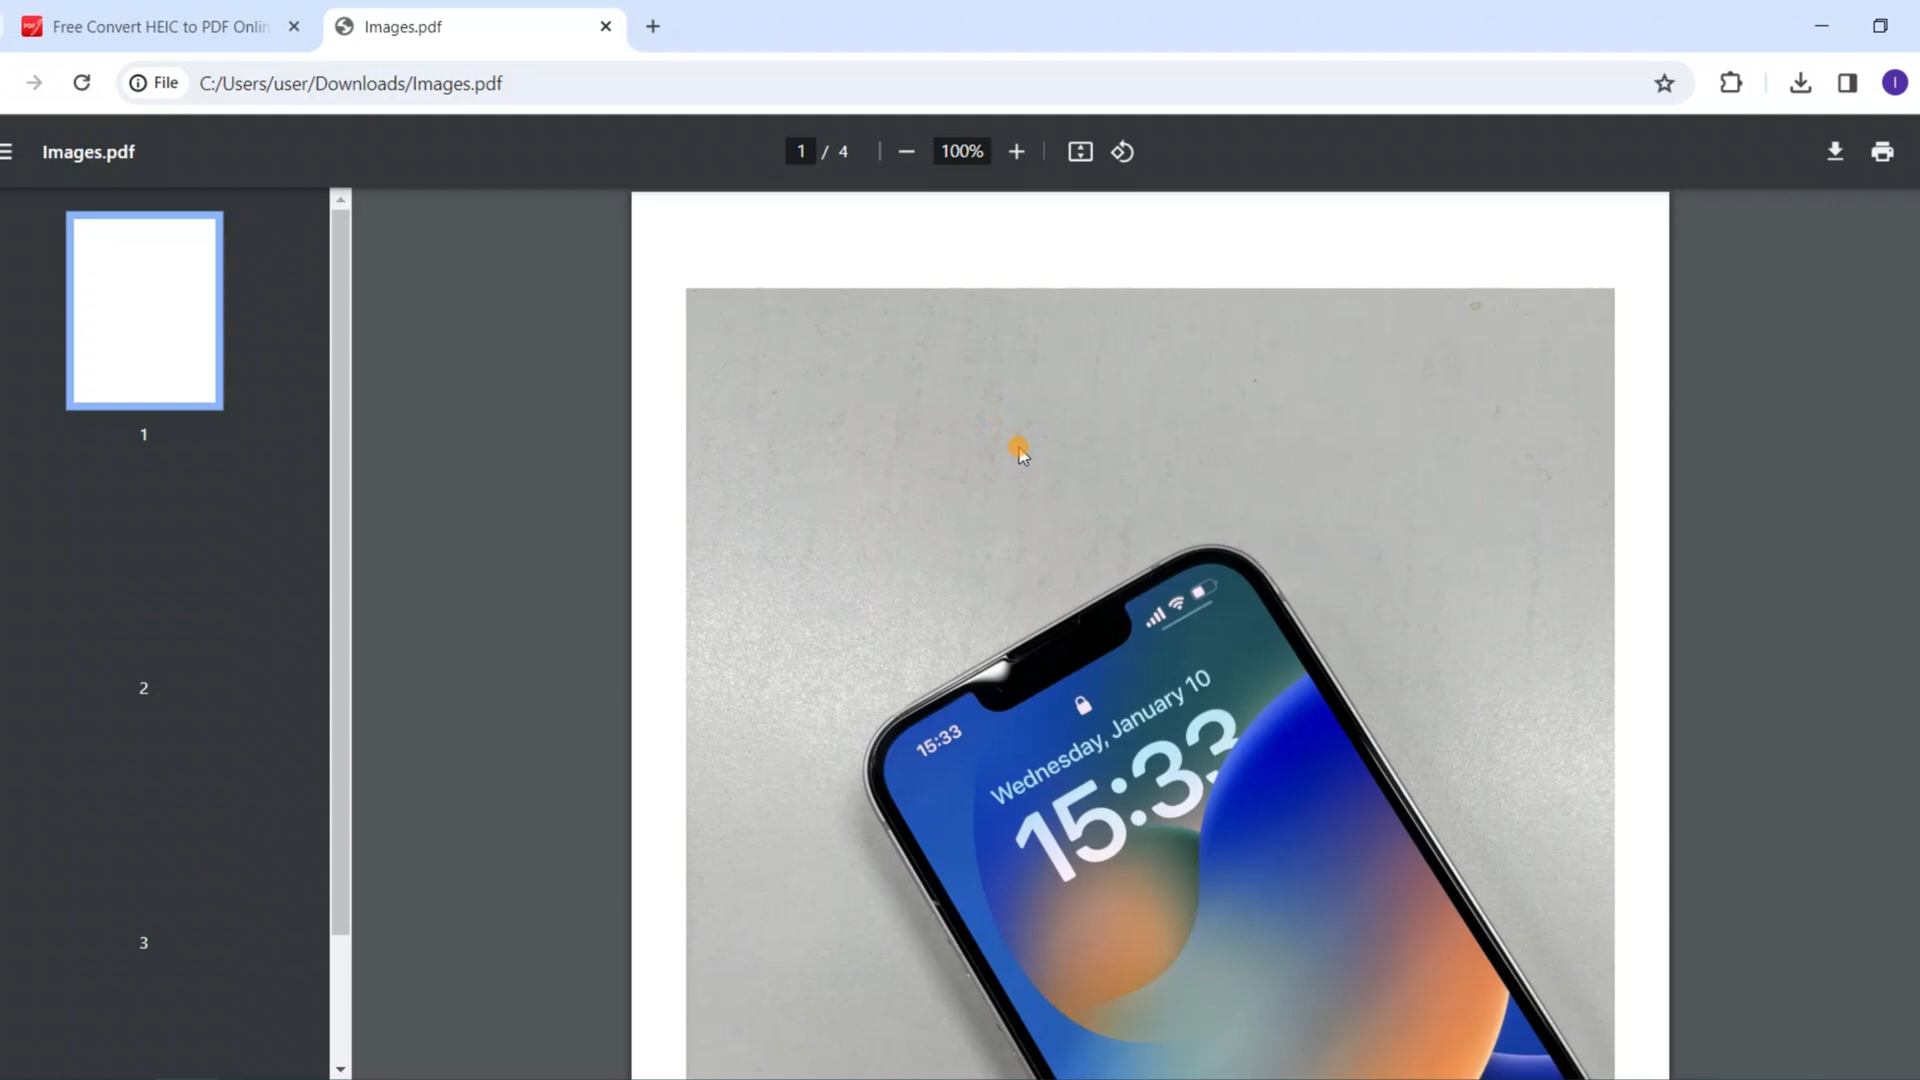 Free Convert HEIC to PDF Onlin
Images.pdf
File
C:/Users/user/Downloads/Images.pdf
I
Images.pdf
1 / 4
100%
1
2
3
15:33
Wednesday, January 10
15:33